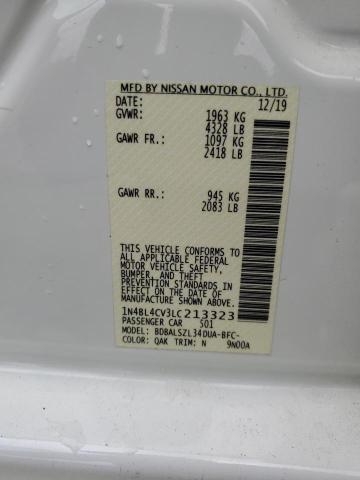 MFD BY NISSAN MOTOR CO., LTD.
DATE: 12/19
GVWR: 1963 KG
4328 LB
GAWR FR.: 1097 KG
2418 LB
GAWR RR.: 945 KG
2083 LB
THIS VEHICLE CONFORMS TO
ALL APPLICABLE FEDERAL
MOTOR VEHICLE SAFETY,
BUMPER, AND THEFT
PREVENTION STANDARDS IN
EFFECT ON THE DATE OF
MANUFACTURE SHOWN ABOVE.
1N4BL4CV3LC213323
PASSENGER CAR S01
MODEL: BDBALSZL34DUA-BFC-
COLOR: QAK TRIM: N 9N00A